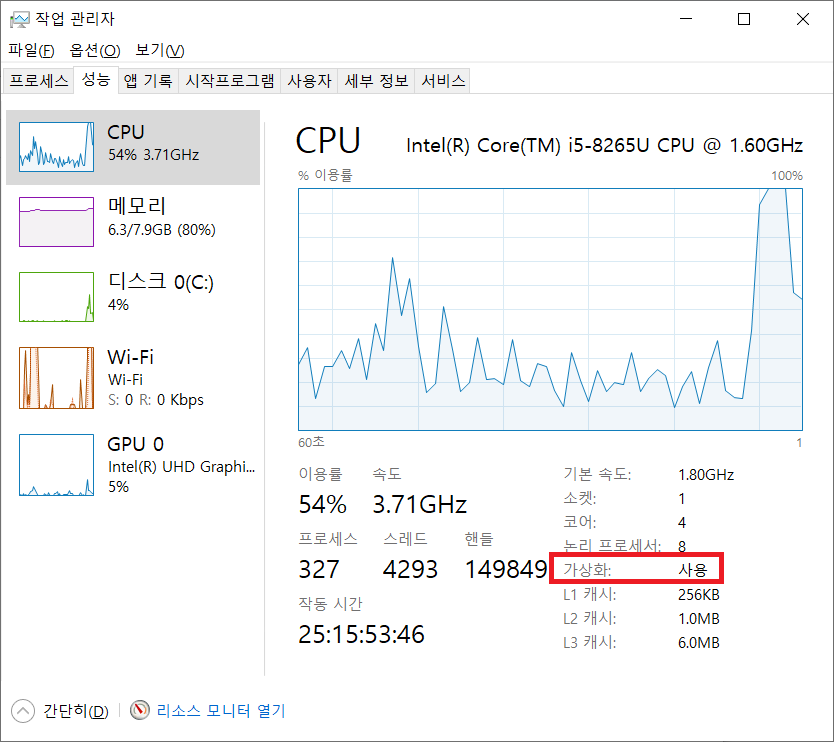 작업 관리자
파일(F) 옵션(O) 보기(V)
프로세스 성능 앱 기록 시작프로그램 사용자 세부 정보 서비스
CPU
54% 3.71GHz
메모리
6.3/7.9GB (80%)
디스크 0(C:)
4%
Wi-Fi
Wi-Fi
S: 0 R: 0 Kbps
GPU 0
Intel(R) UHD Graphi...
5%
CPU Intel(R) Core(TM) i5-8265U CPU @ 1.60GHz
% 이용률 100%
60초 1
이용률 속도
54% 3.71GHz
프로세스 스레드 핸들
327 4293 149849
작동 시간
25:15:53:46
기본 속도: 1.80GHz
소켓: 1
코어: 4
논리 프로세서: 8
가상화: 사용
L1 캐시: 256KB
L2 캐시: 1.0MB
L3 캐시: 6.0MB
간단히(D) 리소스 모니터 열기